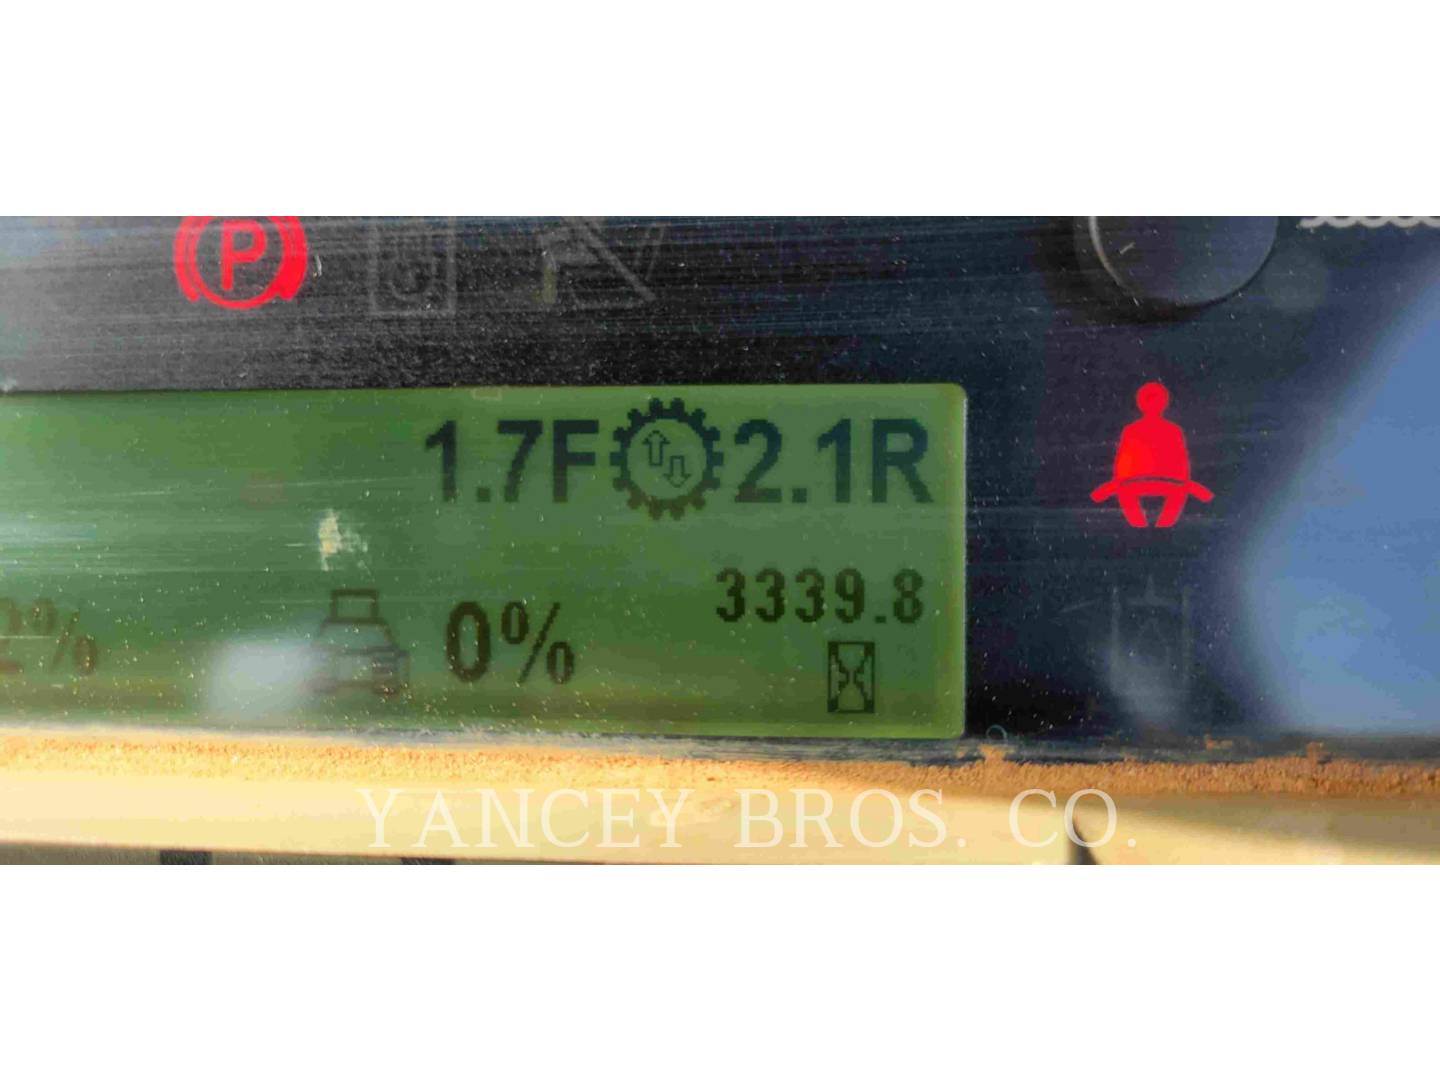 P
1.7F 2.1R
3339.8
0%
YANCEY BROS. CO.